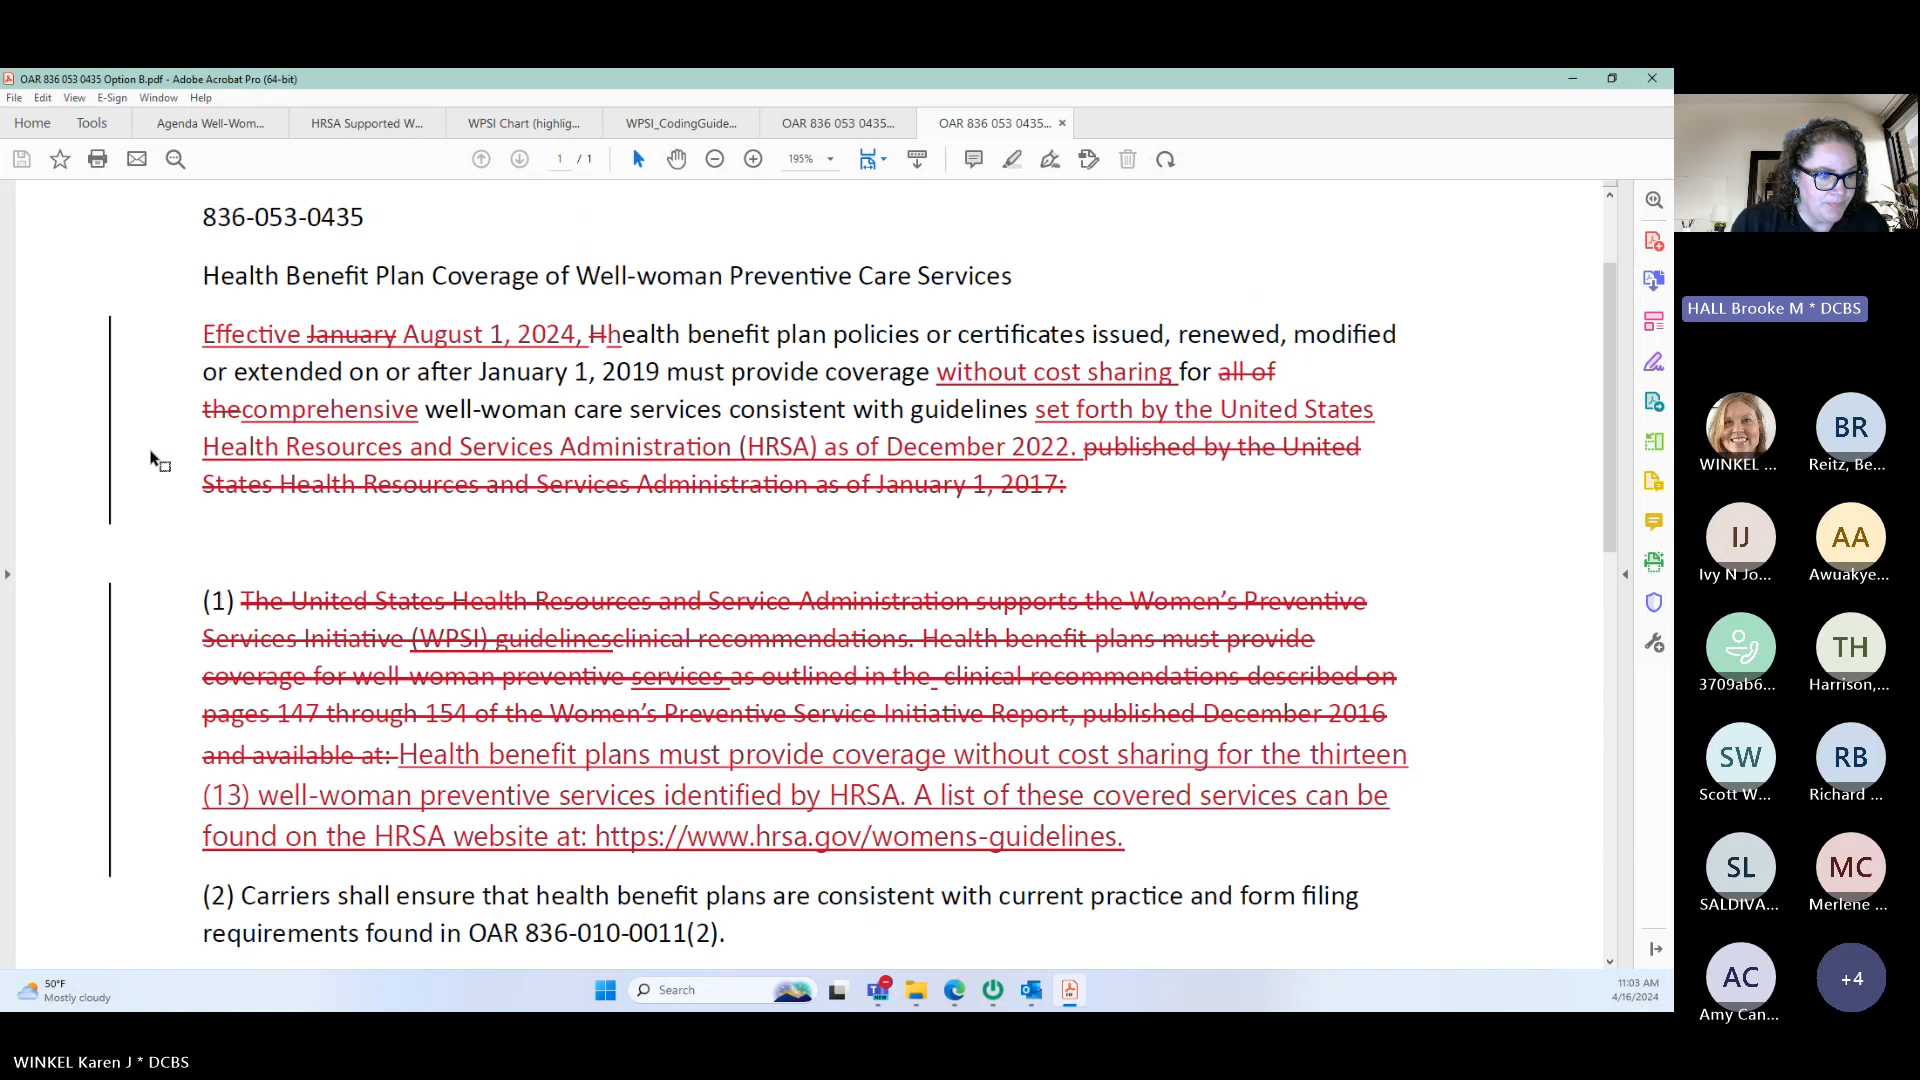 OAR 836 053 0435 Option B.pdf - Adobe Acrobat Pro (64-bit)
File Edit View E-Sign Window Help
Home Tools Agenda Well-Wom... HRSA Supported W... WPSI Chart (highlig... WPSI_CodingGuide... OAR 836 053 0435... OAR 836 053 0435... ×
1 / 1 195%
836-053-0435
Health Benefit Plan Coverage of Well-woman Preventive Care Services
Effective January August 1, 2024, Hhealth benefit plan policies or certificates issued, renewed, modified
or extended on or after January 1, 2019 must provide coverage without cost sharing for all of
thecomprehensive well-woman care services consistent with guidelines set forth by the United States
Health Resources and Services Administration (HRSA) as of December 2022. published by the United
States Health Resources and Services Administration as of January 1, 2017:
(1) The United States Health Resources and Service Administration supports the Women's Preventive
Services Initiative (WPSI) guidelinesclinical recommendations. Health benefit plans must provide
coverage for well-woman preventive services as outlined in the clinical recommendations described on
pages 147 through 154 of the Women's Preventive Service Initiative Report, published December 2016
and available at: Health benefit plans must provide coverage without cost sharing for the thirteen
(13) well-woman preventive services identified by HRSA. A list of these covered services can be
found on the HRSA website at: https://www.hrsa.gov/womens-guidelines.
(2) Carriers shall ensure that health benefit plans are consistent with current practice and form filing
requirements found in OAR 836-010-0011(2).
50°F
Mostly cloudy
Search
11:03 AM
4/16/2024
WINKEL Karen J * DCBS
HALL Brooke M * DCBS
WINKEL ...
BR
Reitz, Be...
IJ
Ivy N Jo...
AA
Awuakye...
3709ab6...
TH
Harrison,...
SW
Scott W...
RB
Richard ...
SL
SALDIVA...
MC
Merlene ...
AC
Amy Can...
+4